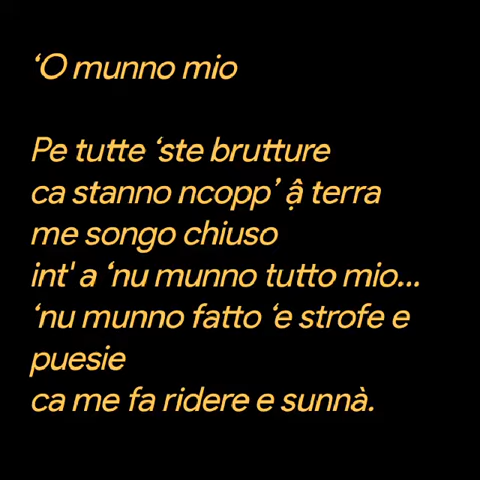 ‘O munno mio
Pe tutte ‘ste brutture
ca stanno ncopp’ ậ terra
me songo chiuso
int' a ‘nu munno tutto mio...
‘nu munno fatto ‘e strofe e
puesie
ca me fa ridere e sunnà.